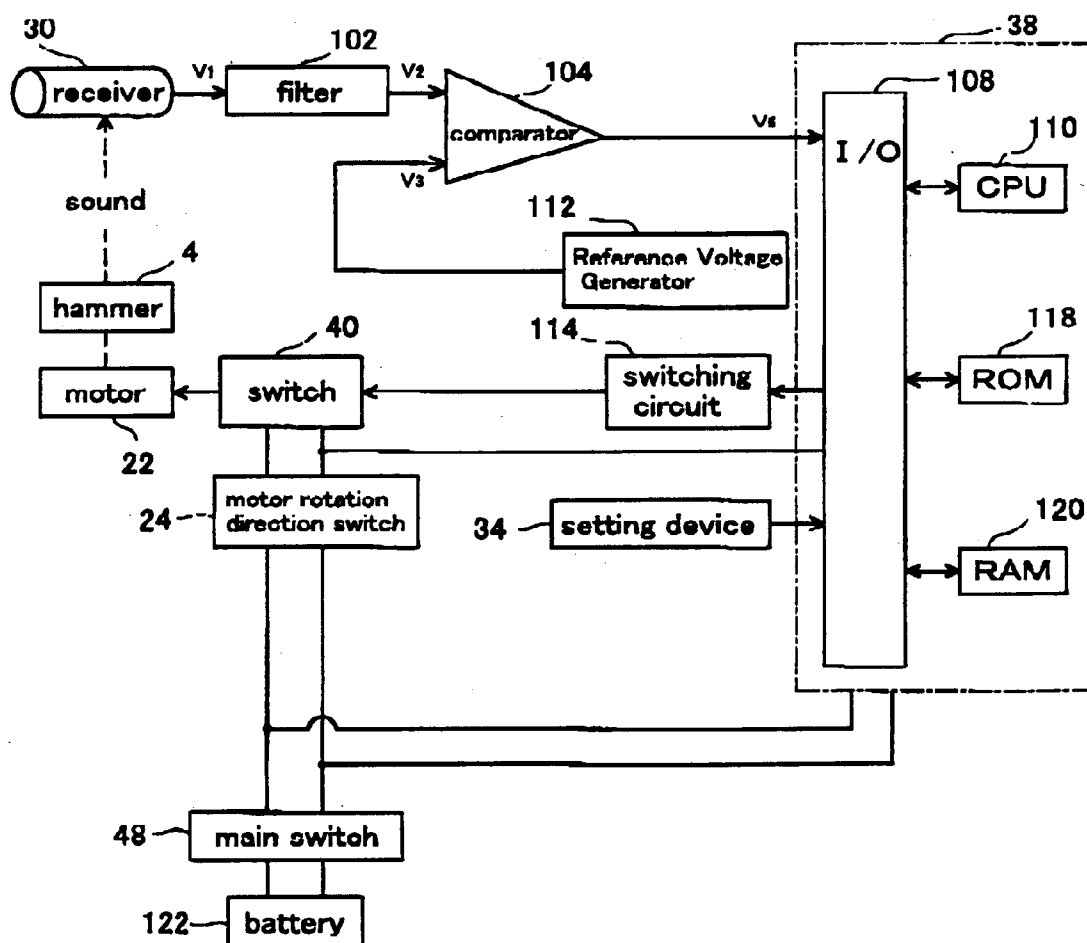 30
102
38
receiver
V1
filter
V2
104
comparator
V3
108
I/O
110
CPU
sound
112
Reference Voltage
Generator
4
hammer
40
114
118
motor
switch
switching
circuit
ROM
22
24
motor rotation
direction switch
34
setting device
120
RAM
48
main switch
122
battery